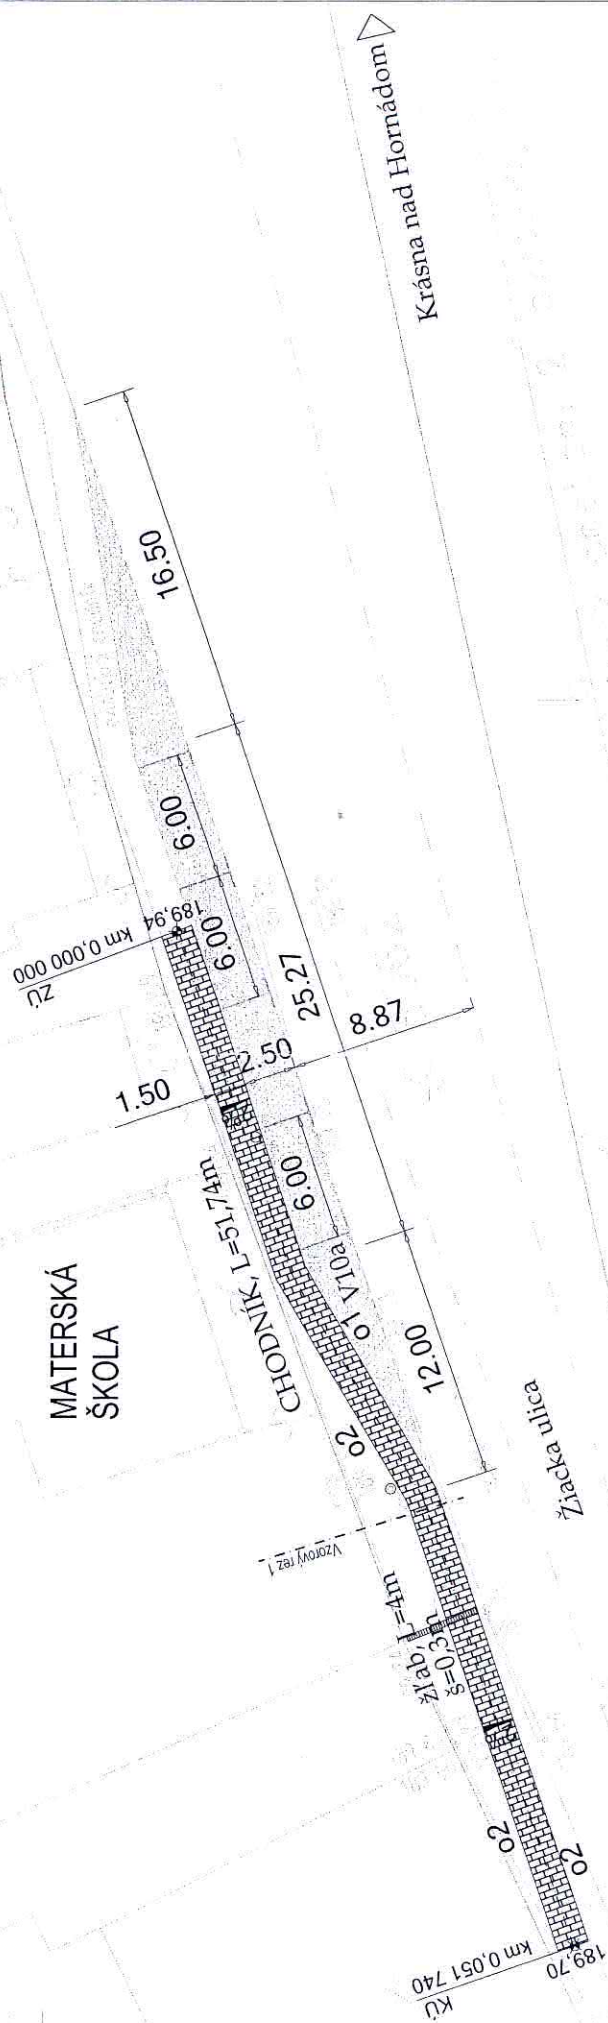 Krásna nad Hornádom
16.50
6.00
189,94
6.00
ZÚ
km 0,000 000
25.27
8.87
2.50
1.50
6.00
CHODNÍK, L=51,74m
MATERSKÁ
ŠKOLA
o1 V10a
12.00
o2
Žiacka ulica
Vzorový rez 1
žľab, L=4m
š=0,3m
o2
o2
KÚ
km 0,051 740
189,70